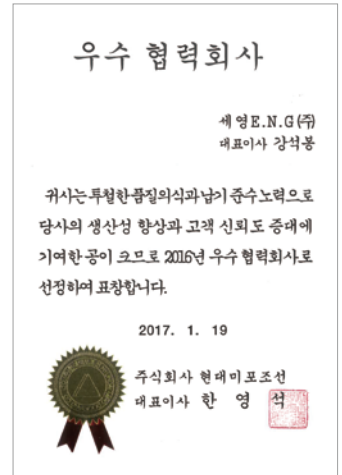 우수 협력회사
세영E.N.G(주)
대표이사 강석봉
귀사는 투철한 품질의식과 납기 준수 노력으로
당사의 생산성 향상과 고객 신뢰도 증대에
기여한 공이 크므로 2016년 우수 협력회사로
선정하여 표창합니다.
2017. 1. 19
주식회사 현대미포조선
대표이사 한 영 석